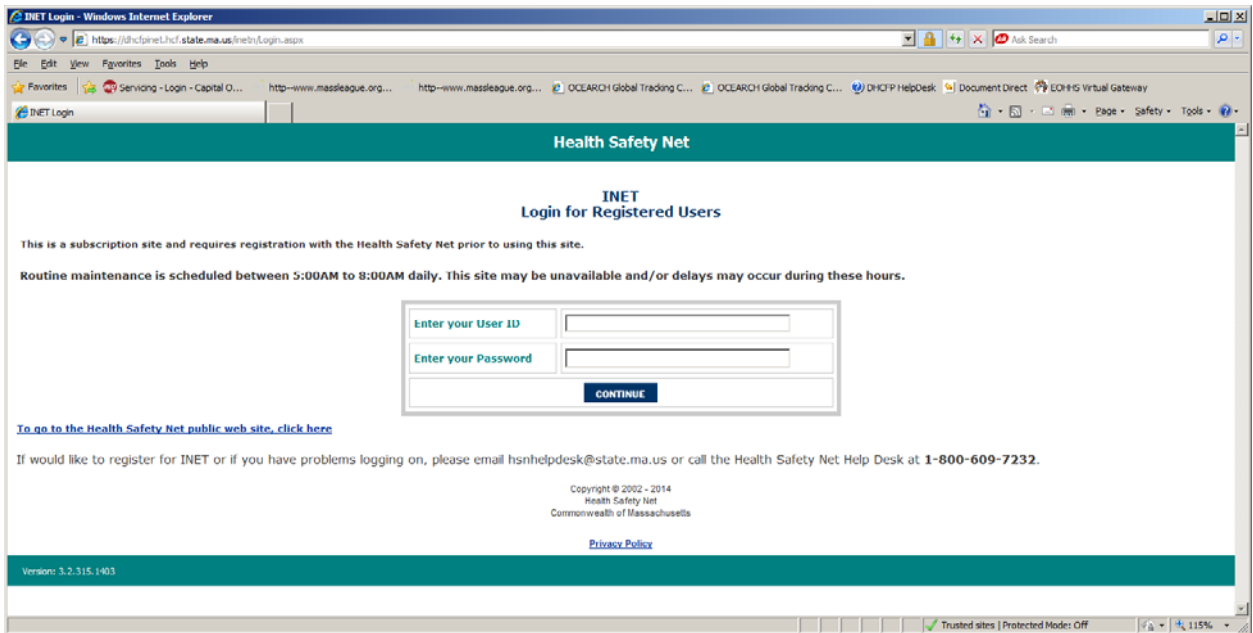 INET Login - Windows Internet Explorer
https://dhcfpinet.hcf.state.ma.us/inetn/Login.aspx
Ask Search
File Edit View Favorites Tools Help
Favorites Servicing - Login - Capital O... http--www.massleague.org... http--www.massleague.org... OCEARCH Global Tracking C... OCEARCH Global Tracking C... DHCFP HelpDesk Document Direct EOHHS Virtual Gateway
INET Login Page Safety Tools
Health Safety Net
INET
Login for Registered Users
This is a subscription site and requires registration with the Health Safety Net prior to using this site.
Routine maintenance is scheduled between 5:00AM to 8:00AM daily. This site may be unavailable and/or delays may occur during these hours.
Enter your User ID
Enter your Password
CONTINUE
To go to the Health Safety Net public web site, click here
If would like to register for INET or if you have problems logging on, please email hsnhelpdesk@state.ma.us or call the Health Safety Net Help Desk at 1-800-609-7232.
Copyright © 2002 - 2014
Health Safety Net
Commonwealth of Massachusetts
Privacy Policy
Version: 3.2.315.1403
Trusted sites | Protected Mode: Off 115%